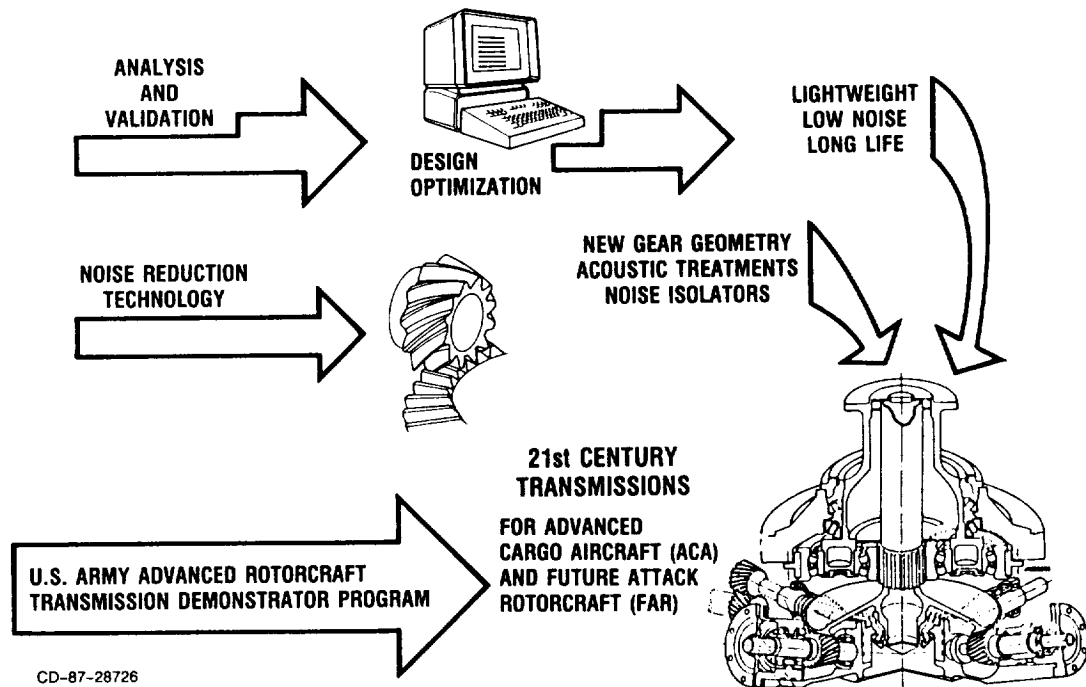 ANALYSIS
AND
VALIDATION
DESIGN
OPTIMIZATION
LIGHTWEIGHT
LOW NOISE
LONG LIFE
NEW GEAR GEOMETRY
ACOUSTIC TREATMENTS
NOISE ISOLATORS
NOISE REDUCTION
TECHNOLOGY
21st CENTURY
TRANSMISSIONS
FOR ADVANCED
CARGO AIRCRAFT (ACA)
AND FUTURE ATTACK
ROTORCRAFT (FAR)
U.S. ARMY ADVANCED ROTORCRAFT
TRANSMISSION DEMONSTRATOR PROGRAM
CD-87-28726